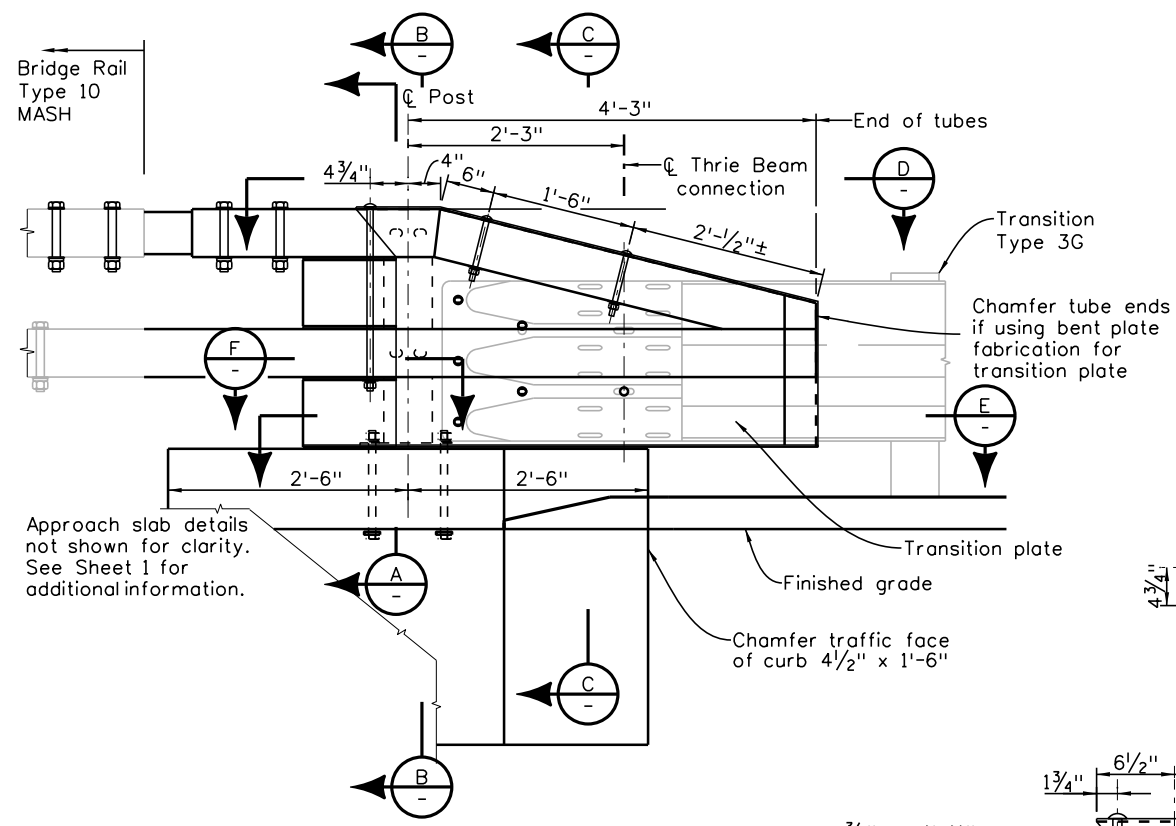 B
-
C
-
Bridge Rail
Type 10
MASH
℄ Post
4'-3"
End of tubes
2'-3"
℄ Thrie Beam
connection
D
-
4¾"
4"
6"
1'-6"
2'-½"±
Transition
Type 3G
Chamfer tube ends
if using bent plate
fabrication for
transition plate
F
-
E
-
2'-6"
2'-6"
Approach slab details
not shown for clarity.
See Sheet 1 for
additional information.
Transition plate
A
-
Finished grade
4¾"
Chamfer traffic face
of curb 4½" x 1'-6"
C
-
B
-
6½"
1¾"